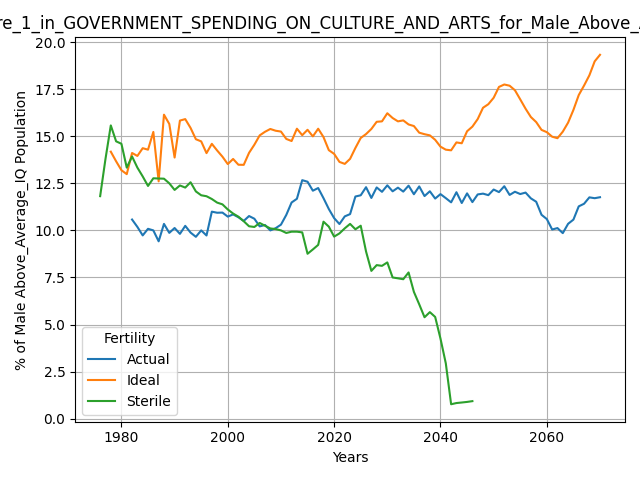 re_1_in_GOVERNMENT_SPENDING_ON_CULTURE_AND_ARTS_for_Male_Above_
20.0
17.5
15.0
12.5
10.0
7.5
5.0
2.5
0.0
% of Male Above_Average_IQ Population
Fertility
Actual
Ideal
Sterile
1980 2000 2020 2040 2060
Years